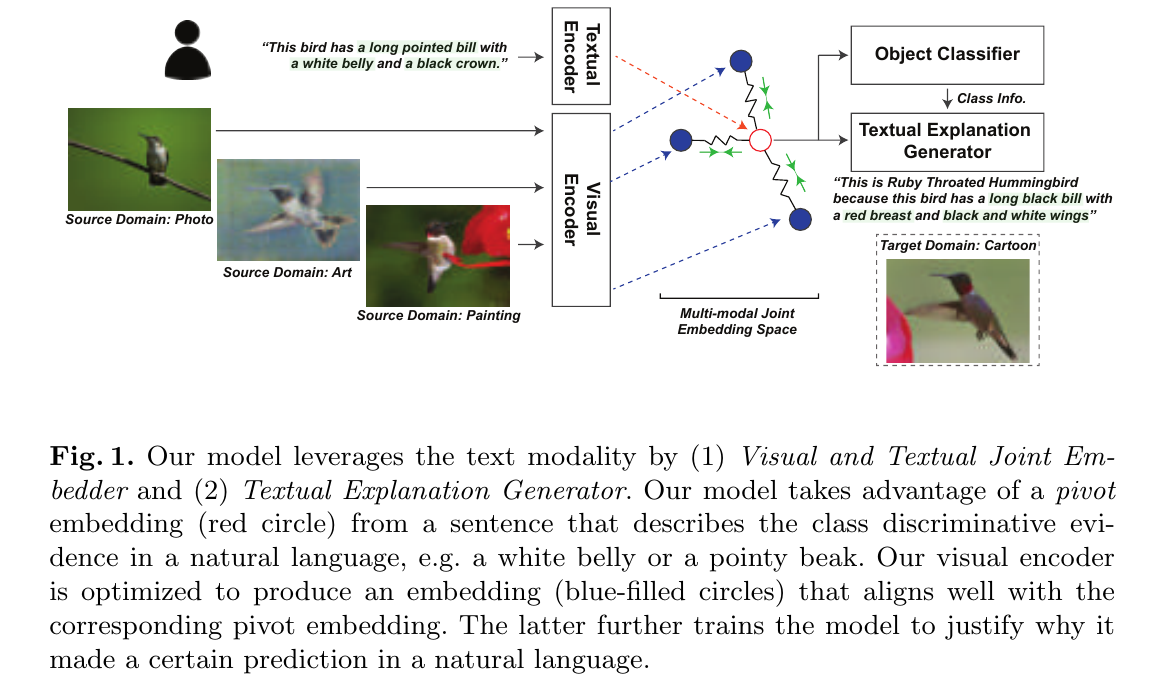 “This bird has a long pointed bill with
a white belly and a black crown.”
Textual
Encoder
Visual
Encoder
Source Domain: Photo
Source Domain: Art
Source Domain: Painting
Multi-modal Joint
Embedding Space
Object Classifier
Class Info.
Textual Explanation
Generator
“This is Ruby Throated Hummingbird
because this bird has a long black bill with
a red breast and black and white wings”
Target Domain: Cartoon
Fig. 1. Our model leverages the text modality by (1) Visual and Textual Joint Em-
bedder and (2) Textual Explanation Generator. Our model takes advantage of a pivot
embedding (red circle) from a sentence that describes the class discriminative evi-
dence in a natural language, e.g. a white belly or a pointy beak. Our visual encoder
is optimized to produce an embedding (blue-filled circles) that aligns well with the
corresponding pivot embedding. The latter further trains the model to justify why it
made a certain prediction in a natural language.